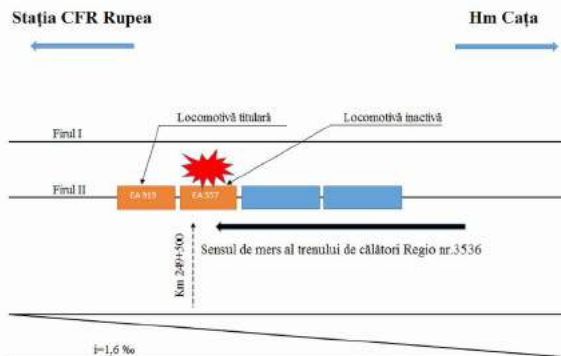 Stația CFR Rupea
Hm Cața
Locomotivă titulară
Locomotivă inactivă
Firul I
Firul II
EA 919
EA 357
Sensul de mers al trenului de călători Regio nr.3536
Km 249+500
i=1,6 ‰